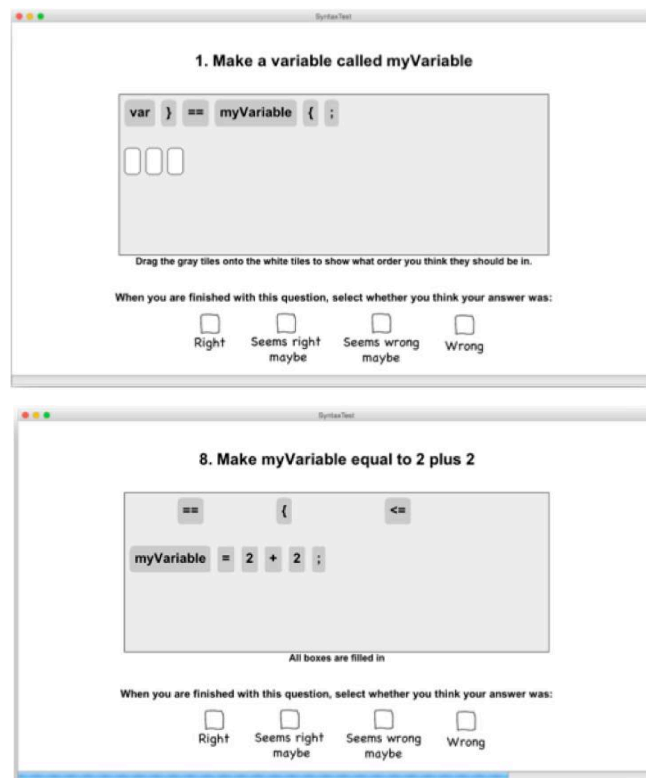 SyntaxTest
1. Make a variable called myVariable
var } == myVariable { ;
Drag the gray tiles onto the white tiles to show what order you think they should be in.
When you are finished with this question, select whether you think your answer was:
Right Seems right maybe Seems wrong maybe Wrong
SyntaxTest
8. Make myVariable equal to 2 plus 2
== { <=
myVariable = 2 + 2 ;
All boxes are filled in
When you are finished with this question, select whether you think your answer was:
Right Seems right maybe Seems wrong maybe Wrong